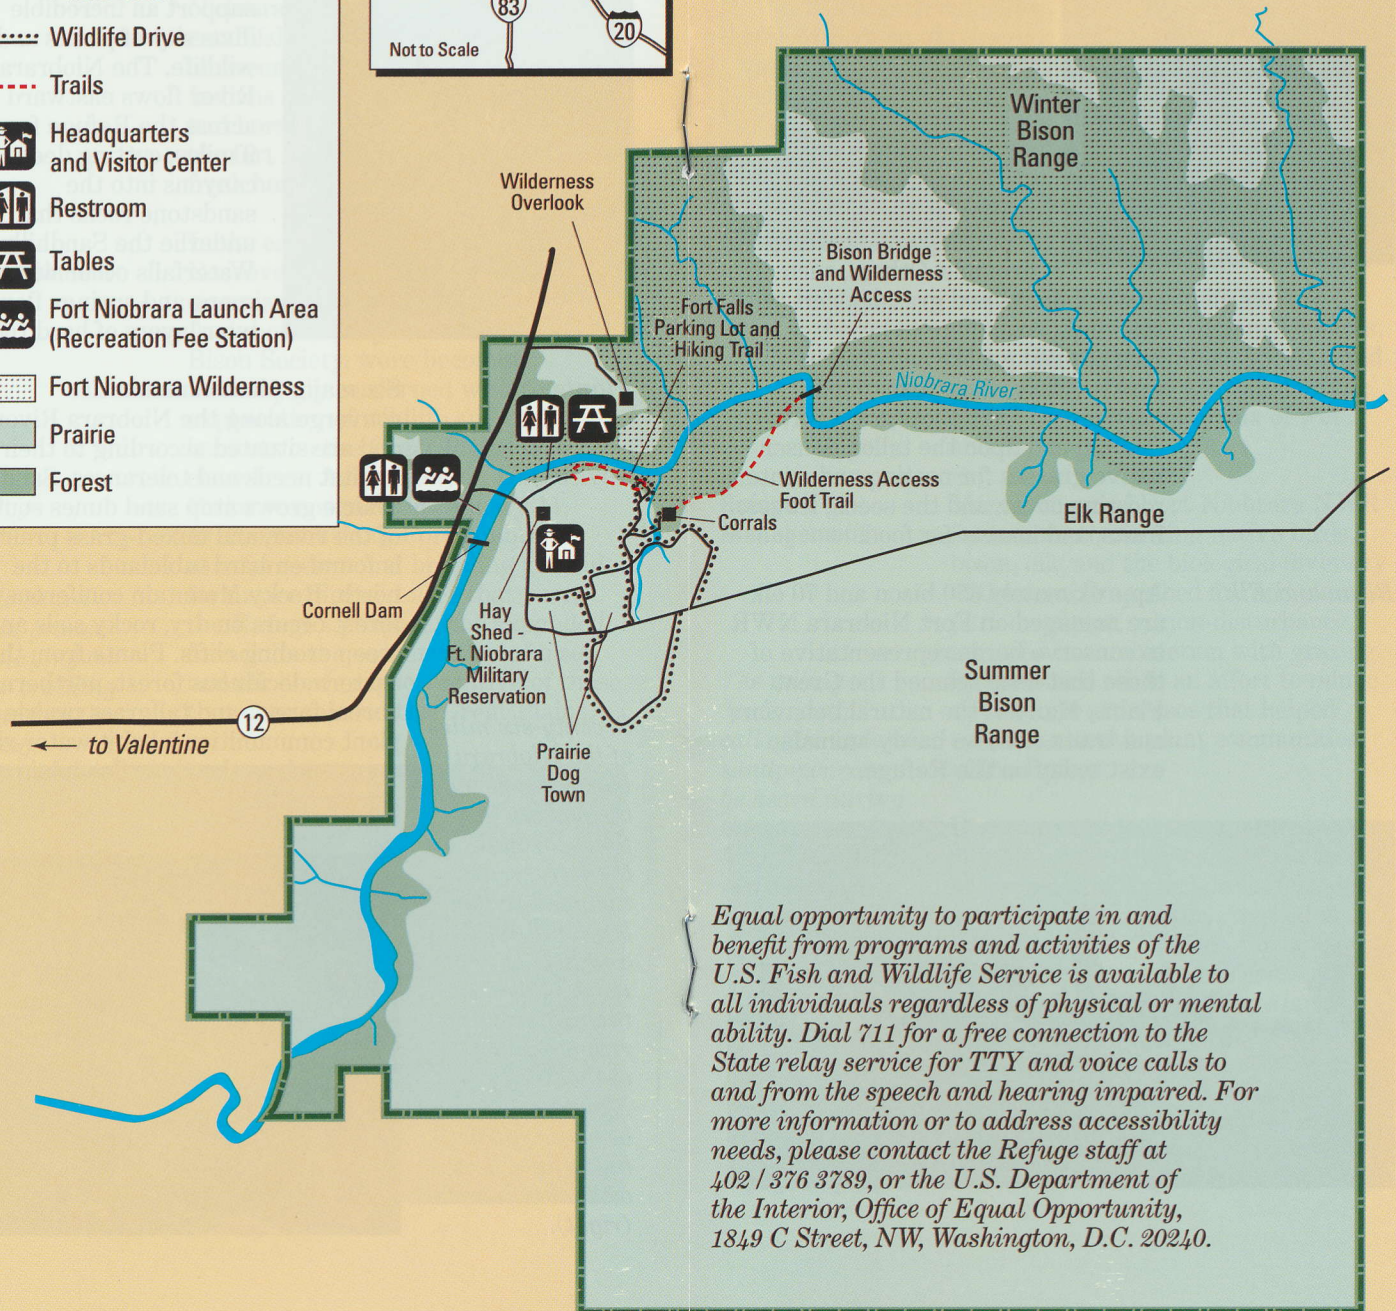 83
20
Not to Scale
Wildlife Drive
Trails
Headquarters
and Visitor Center
Restroom
Tables
Fort Niobrara Launch Area
(Recreation Fee Station)
Fort Niobrara Wilderness
Prairie
Forest
Winter
Bison
Range
Wilderness
Overlook
Bison Bridge
and Wilderness
Access
Fort Falls
Parking Lot and
Hiking Trail
Niobrara River
Wilderness Access
Foot Trail
Corrals
Elk Range
Cornell Dam
Hay
Shed -
Ft. Niobrara
Military
Reservation
Summer
Bison
Range
12
to Valentine
Prairie
Dog
Town
Equal opportunity to participate in and
benefit from programs and activities of the
U.S. Fish and Wildlife Service is available to
all individuals regardless of physical or mental
ability. Dial 711 for a free connection to the
State relay service for TTY and voice calls to
and from the speech and hearing impaired. For
more information or to address accessibility
needs, please contact the Refuge staff at
402 / 376 3789, or the U.S. Department of
the Interior, Office of Equal Opportunity,
1849 C Street, NW, Washington, D.C. 20240.